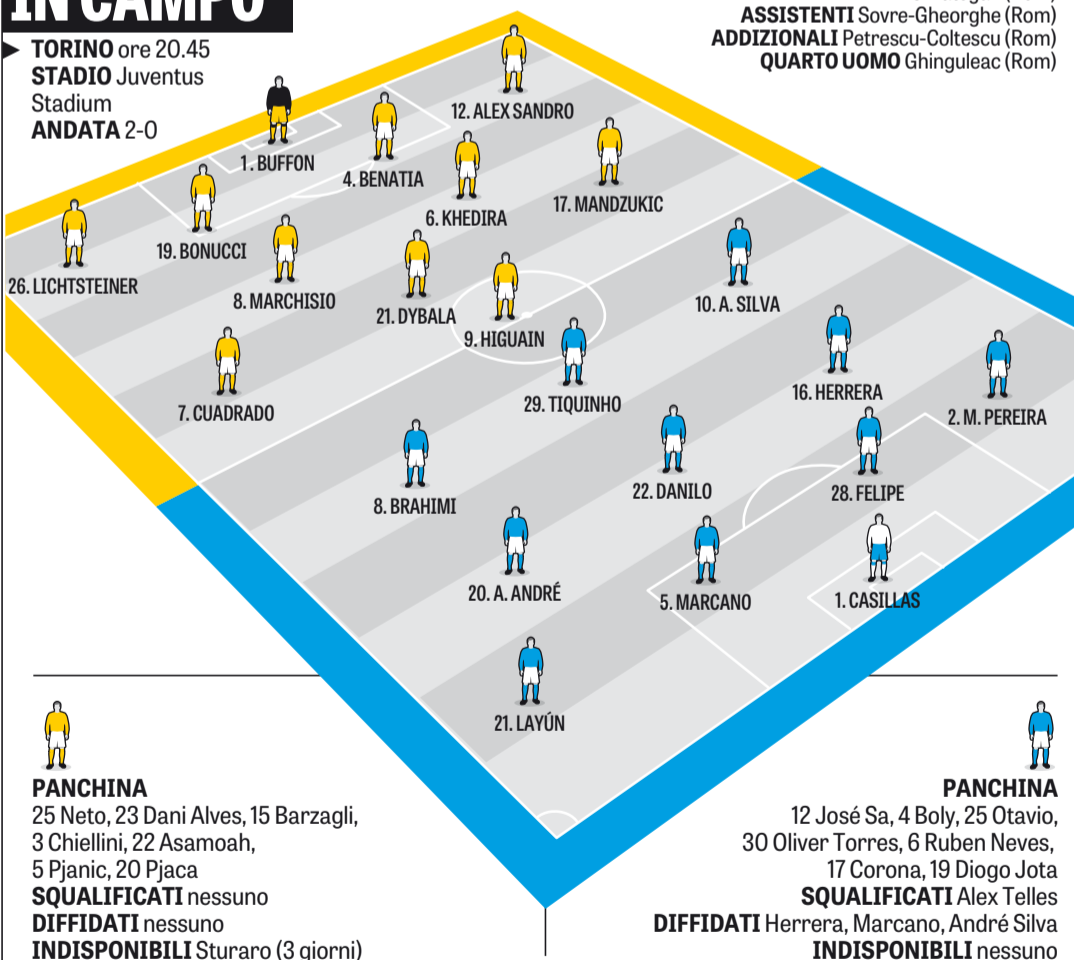 IN CAMPO
TORINO ore 20.45
STADIO Juventus
Stadium
ANDATA 2-0
ASSISTENTI Sovre-Gheorghe (Rom)
ADDIZIONALI Petrescu-Coltescu (Rom)
QUARTO UOMO Ghinguleac (Rom)
12. ALEX SANDRO
1. BUFFON
4. BENATIA
17. MANDZUKIC
6. KHEDIRA
19. BONUCCI
26. LICHTSTEINER
8. MARCHISIO
21. DYBALA
9. HIGUAIN
7. CUADRADO
10. A. SILVA
29. TIQUINHO
16. HERRERA
2. M. PEREIRA
8. BRAHIMI
22. DANILO
28. FELIPE
20. A. ANDRÉ
5. MARCANO
1. CASILLAS
21. LAYÚN
PANCHINA
25 Neto, 23 Dani Alves, 15 Barzagli,
3 Chiellini, 22 Asamoah,
5 Pjanic, 20 Pjaca
SQUALIFICATI nessuno
DIFFIDATI nessuno
INDISPONIBILI Sturaro (3 giorni)
PANCHINA
12 José Sa, 4 Boly, 25 Otavio,
30 Oliver Torres, 6 Ruben Neves,
17 Corona, 19 Diogo Jota
SQUALIFICATI Alex Telles
DIFFIDATI Herrera, Marcano, André Silva
INDISPONIBILI nessuno